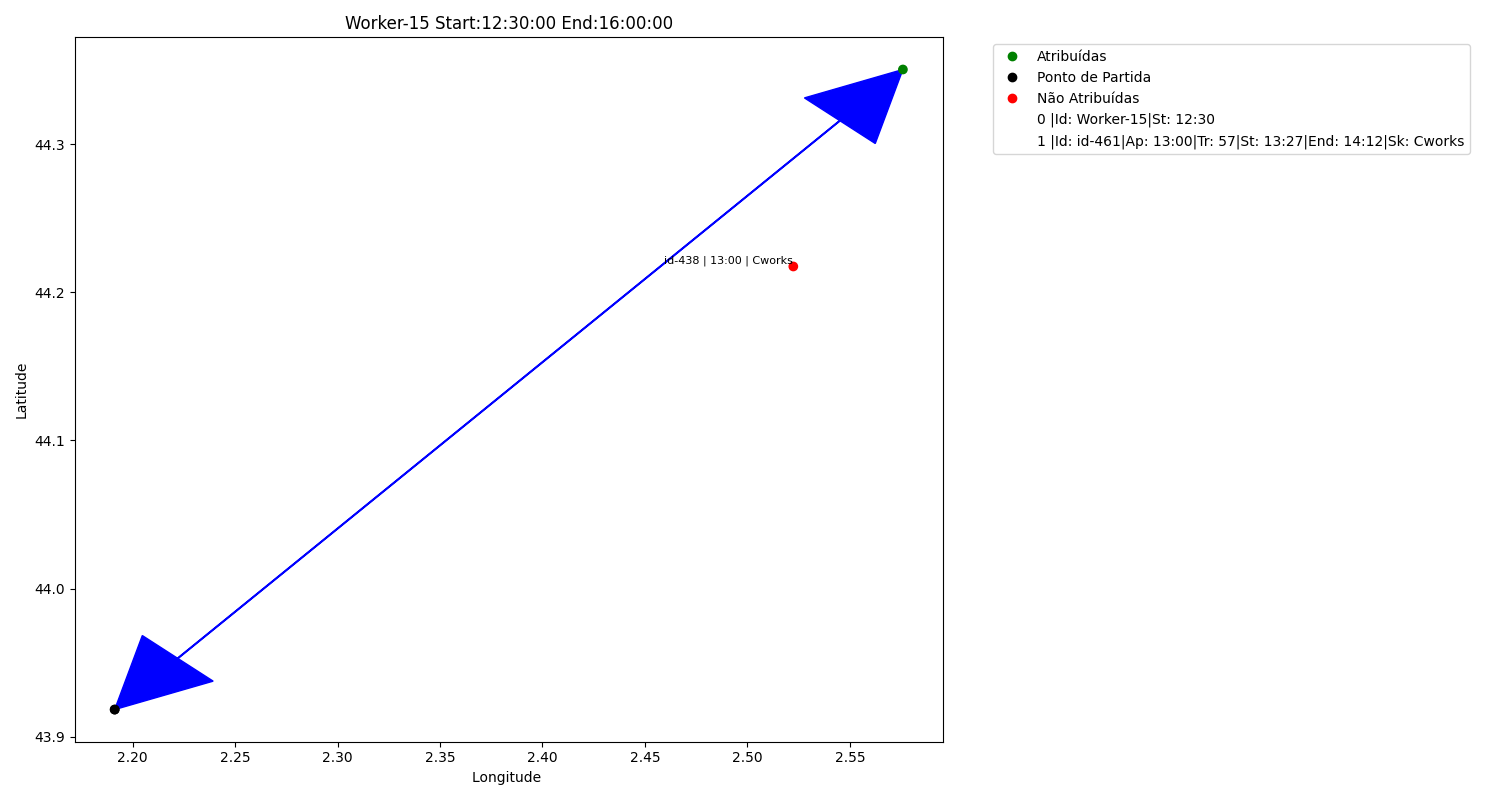 Worker-15 Start:12:30:00 End:16:00:00
Atribuídas
Ponto de Partida
Não Atribuídas
0 |Id: Worker-15|St: 12:30
1 |Id: id-461|Ap: 13:00|Tr: 57|St: 13:27|End: 14:12|Sk: Cworks
44.3
44.2
44.1
44.0
43.9
Latitude
id-438 | 13:00 | Cworks
2.20 2.25 2.30 2.35 2.40 2.45 2.50 2.55
Longitude